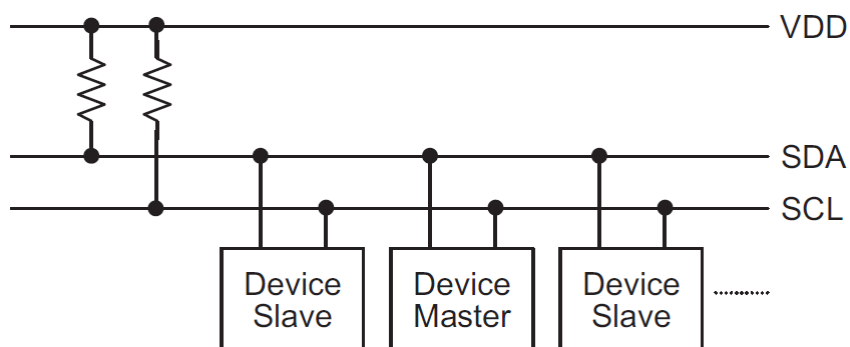 VDD
SDA
SCL
Device
Slave
Device
Master
Device
Slave